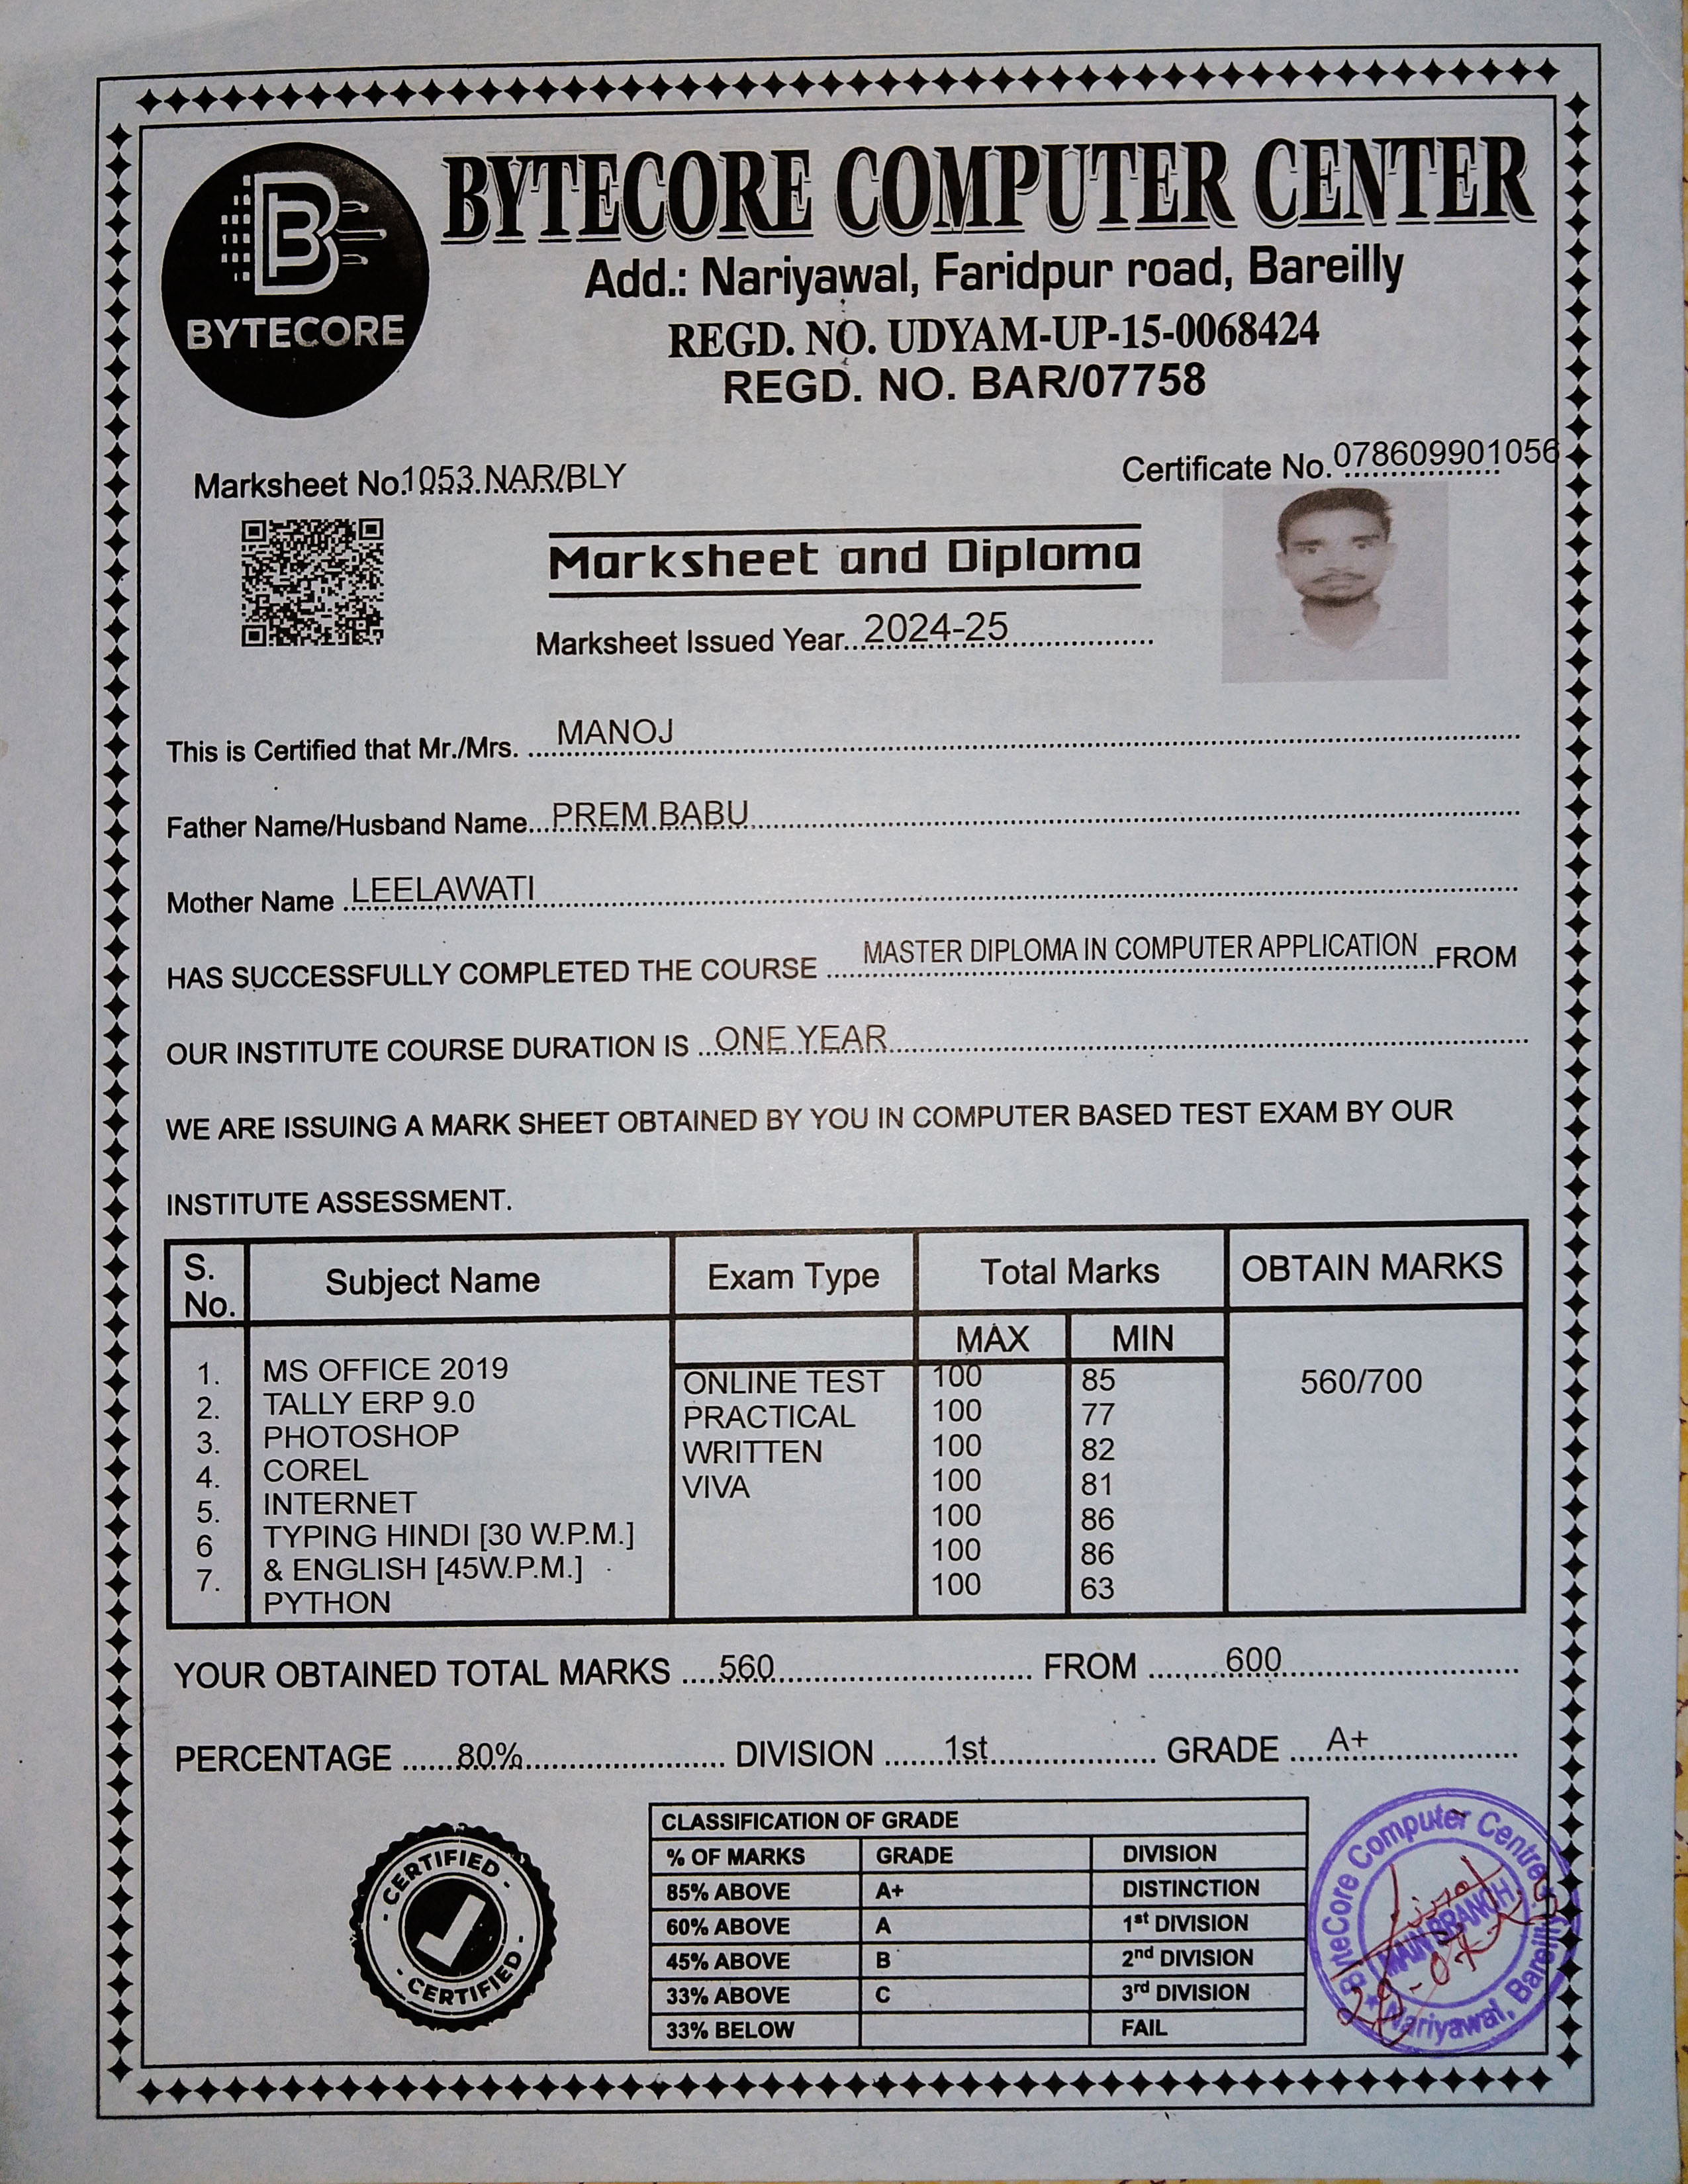 BYTECORE COMPUTER CENTER
BYTECORE
Add.: Nariyawal, Faridpur road, Bareilly
REGD. NO. UDYAM-UP-15-0068424
REGD. NO. BAR/07758
Marksheet No.1053 NAR/BLY
Certificate No.078609901056
Marksheet and Diploma
Marksheet Issued Year 2024-25
This is Certified that Mr./Mrs. MANOJ
Father Name/Husband Name PREM BABU
Mother Name LEELAWATI
HAS SUCCESSFULLY COMPLETED THE COURSE MASTER DIPLOMA IN COMPUTER APPLICATION FROM
OUR INSTITUTE COURSE DURATION IS ONE YEAR
WE ARE ISSUING A MARK SHEET OBTAINED BY YOU IN COMPUTER BASED TEST EXAM BY OUR
INSTITUTE ASSESSMENT.
S. No. Subject Name Exam Type Total Marks OBTAIN MARKS
MAX MIN
1. MS OFFICE 2019 ONLINE TEST 100 85 560/700
2. TALLY ERP 9.0 PRACTICAL 100 77
3. PHOTOSHOP WRITTEN 100 82
4. COREL VIVA 100 81
5. INTERNET 100 86
6 TYPING HINDI [30 W.P.M.] 100 86
7. & ENGLISH [45W.P.M.] 100 63
PYTHON
YOUR OBTAINED TOTAL MARKS 560 FROM 600
PERCENTAGE 80% DIVISION 1st GRADE A+
CERTIFIED
CERTIFIED
CLASSIFICATION OF GRADE
% OF MARKS GRADE DIVISION
85% ABOVE A+ DISTINCTION
60% ABOVE A 1st DIVISION
45% ABOVE B 2nd DIVISION
33% ABOVE C 3rd DIVISION
33% BELOW FAIL
ByteCore Computer Centre
MAIN BRANCH
Nariyawal, Bareilly